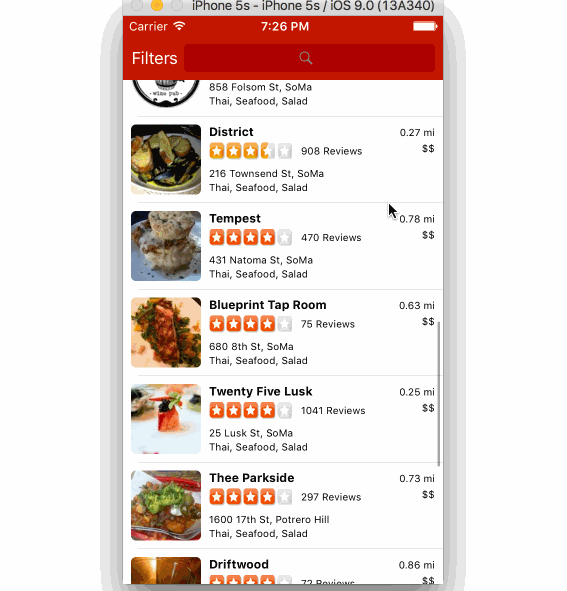 iPhone 5s - iPhone 5s / iOS 9.0 (13A340)
Carrier 7:26 PM
Filters
wine pub
858 Folsom St, SoMa
Thai, Seafood, Salad
District 0.27 mi
908 Reviews $$
216 Townsend St, SoMa
Thai, Seafood, Salad
Tempest 0.78 mi
470 Reviews $$
431 Natoma St, SoMa
Thai, Seafood, Salad
Blueprint Tap Room 0.63 mi
75 Reviews $$
680 8th St, SoMa
Thai, Seafood, Salad
Twenty Five Lusk 0.25 mi
1041 Reviews $$
25 Lusk St, SoMa
Thai, Seafood, Salad
Thee Parkside 0.73 mi
297 Reviews $$
1600 17th St, Potrero Hill
Thai, Seafood, Salad
Driftwood 0.86 mi
72 Reviews $$